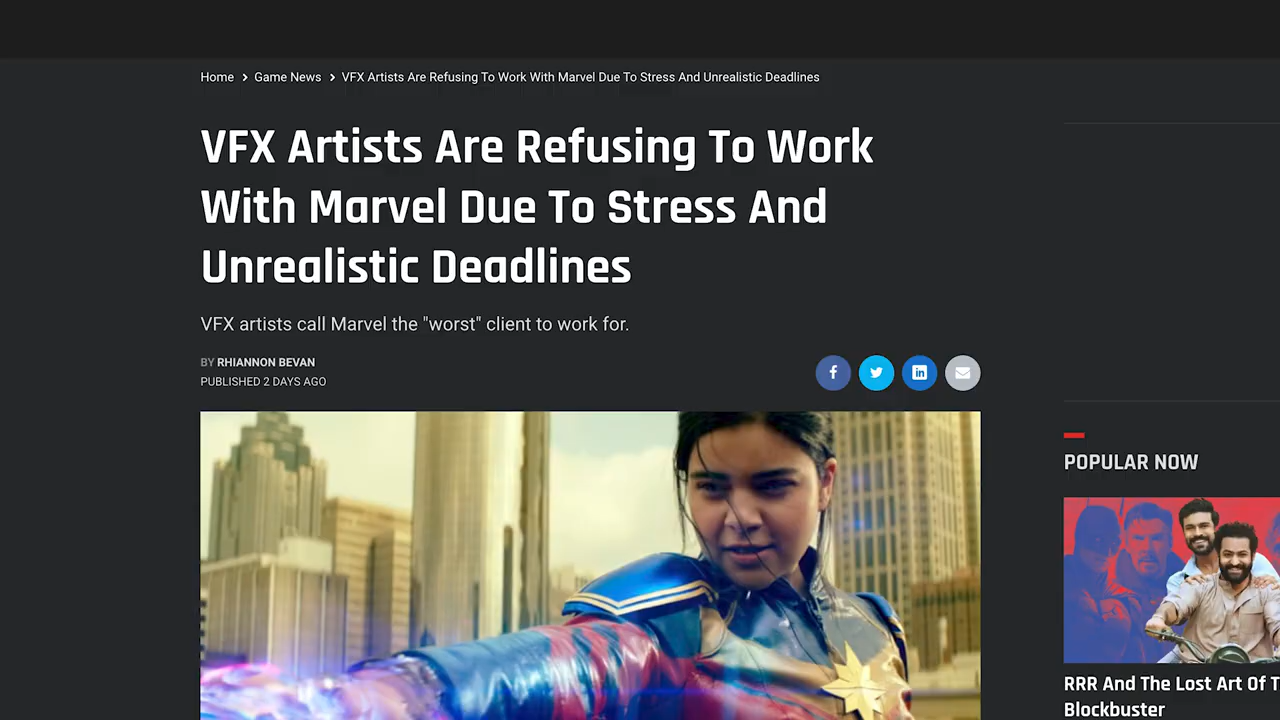 Home > Game News > VFX Artists Are Refusing To Work With Marvel Due To Stress And Unrealistic Deadlines
VFX Artists Are Refusing To Work
With Marvel Due To Stress And
Unrealistic Deadlines
VFX artists call Marvel the "worst" client to work for.
BY RHIANNON BEVAN
PUBLISHED 2 DAYS AGO
POPULAR NOW
RRR And The Lost Art Of T
Blockbuster